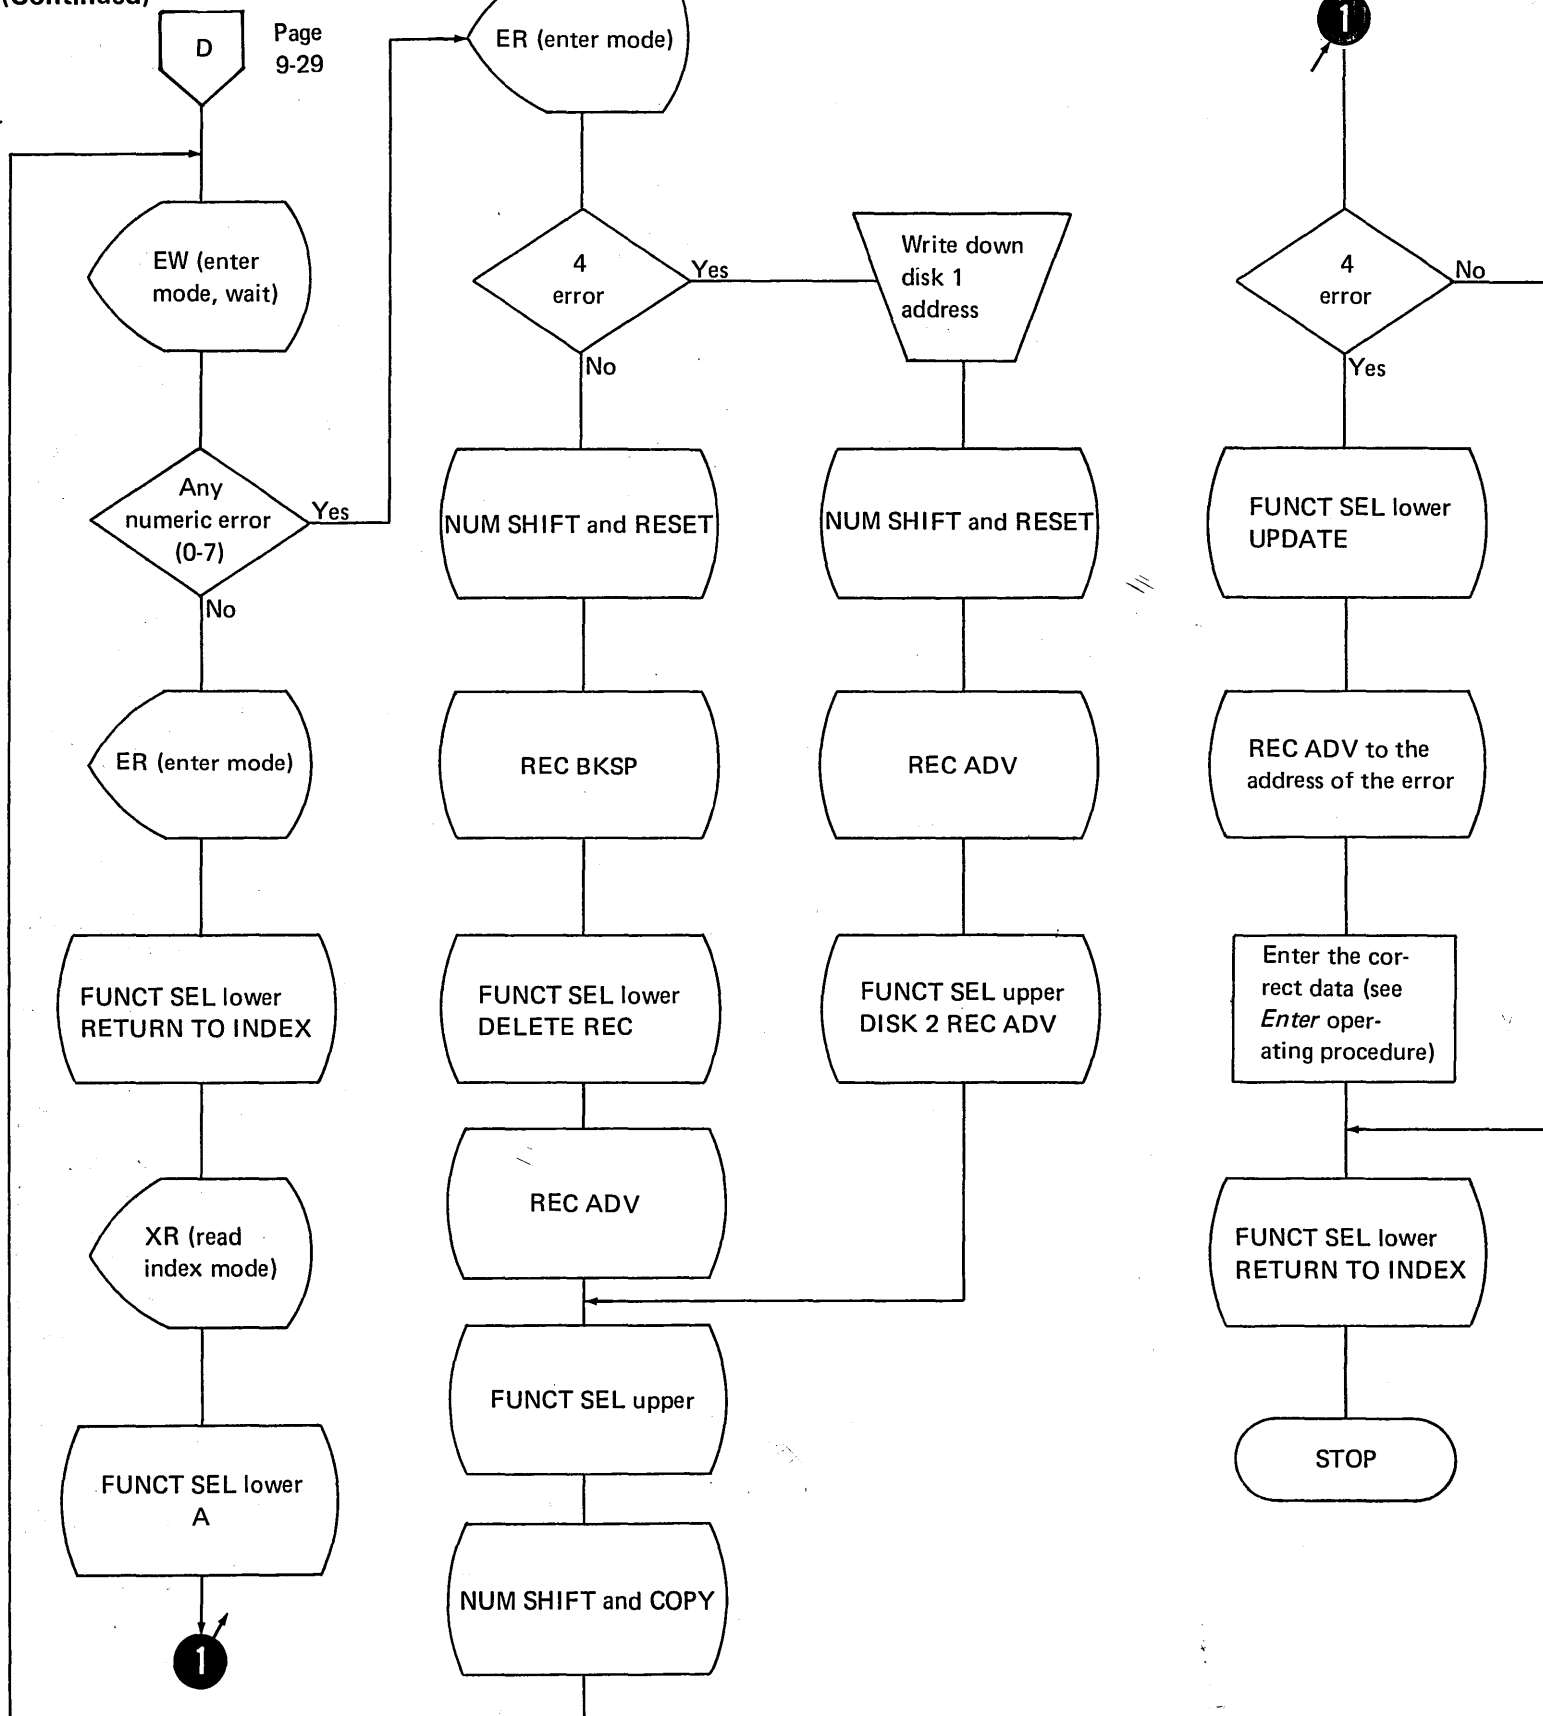 (Continued)
D
Page
9-29
EW (enter
mode, wait)
Any
numeric error
(0-7)
Yes
No
ER (enter mode)
FUNCT SEL lower
RETURN TO INDEX
XR (read
index mode)
FUNCT SEL lower
A
1
ER (enter mode)
4
error
Yes
No
NUM SHIFT and RESET
REC BKSP
FUNCT SEL lower
DELETE REC
REC ADV
FUNCT SEL upper
NUM SHIFT and COPY
Write down
disk 1
address
NUM SHIFT and RESET
REC ADV
FUNCT SEL upper
DISK 2 REC ADV
1
4
error
No
Yes
FUNCT SEL lower
UPDATE
REC ADV to the
address of the error
Enter the cor-
rect data (see
Enter oper-
ating procedure)
FUNCT SEL lower
RETURN TO INDEX
STOP